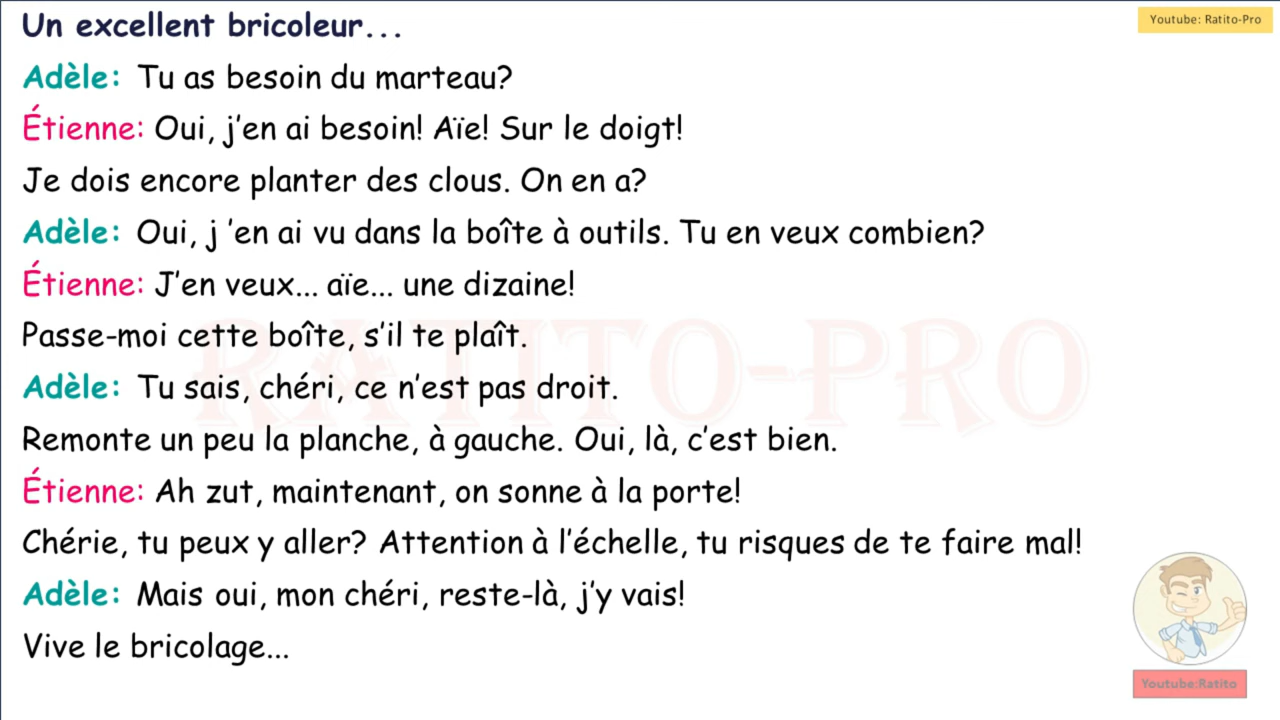 Un excellent bricoleur...
Youtube: Ratito-Pro
Adèle: Tu as besoin du marteau?
Étienne: Oui, j'en ai besoin! Aïe! Sur le doigt!
Je dois encore planter des clous. On en a?
Adèle: Oui, j 'en ai vu dans la boîte à outils. Tu en veux combien?
Étienne: J'en veux... aïe... une dizaine!
Passe-moi cette boîte, s'il te plaît.
RATITO-PRO
Adèle: Tu sais, chéri, ce n'est pas droit.
Remonte un peu la planche, à gauche. Oui, là, c'est bien.
Étienne: Ah zut, maintenant, on sonne à la porte!
Chérie, tu peux y aller? Attention à l'échelle, tu risques de te faire mal!
Adèle: Mais oui, mon chéri, reste-là, j'y vais!
Vive le bricolage...
Youtube:Ratito